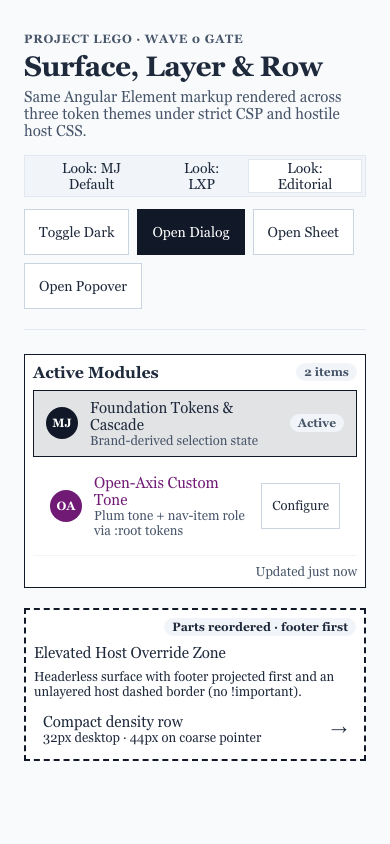 PROJECT LEGO · WAVE 0 GATE
Surface, Layer & Row
Same Angular Element markup rendered across
three token themes under strict CSP and hostile
host CSS.
Look: MJ
Default
Look:
LXP
Look:
Editorial
Toggle Dark
Open Dialog
Open Sheet
Open Popover
Active Modules
2 items
MJ
Foundation Tokens &
Cascade
Brand-derived selection state
Active
OA
Open-Axis Custom
Tone
Plum tone + nav-item role
via :root tokens
Configure
Updated just now
Parts reordered · footer first
Elevated Host Override Zone
Headerless surface with footer projected first and an
unlayered host dashed border (no !important).
Compact density row
32px desktop · 44px on coarse pointer
→